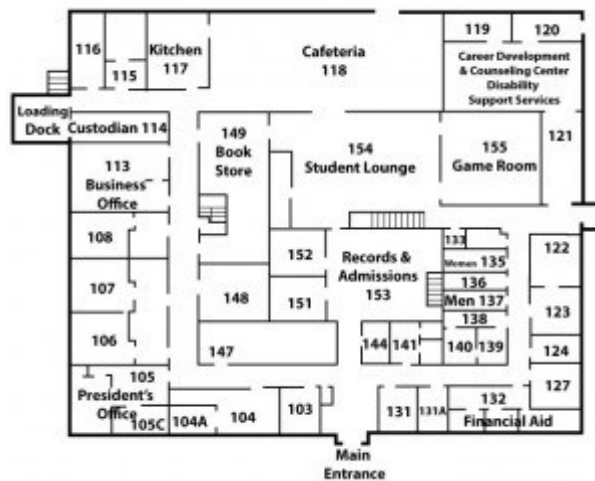 119
120
116
Kitchen
117
Cafeteria
118
115
Career Development
& Counseling Center
Disability
Support Services
Loading
Dock
Custodian 114
149
Book
Store
154
Student Lounge
155
Game Room
121
113
Business
Office
108
152
Records &
Admissions
153
133
Women 135
122
136
107
148
151
Men 137
123
138
106
147
144
141
140
139
124
105
President's
Office
127
132
105C
104A
104
103
131
131A
Financial Aid
Main
Entrance